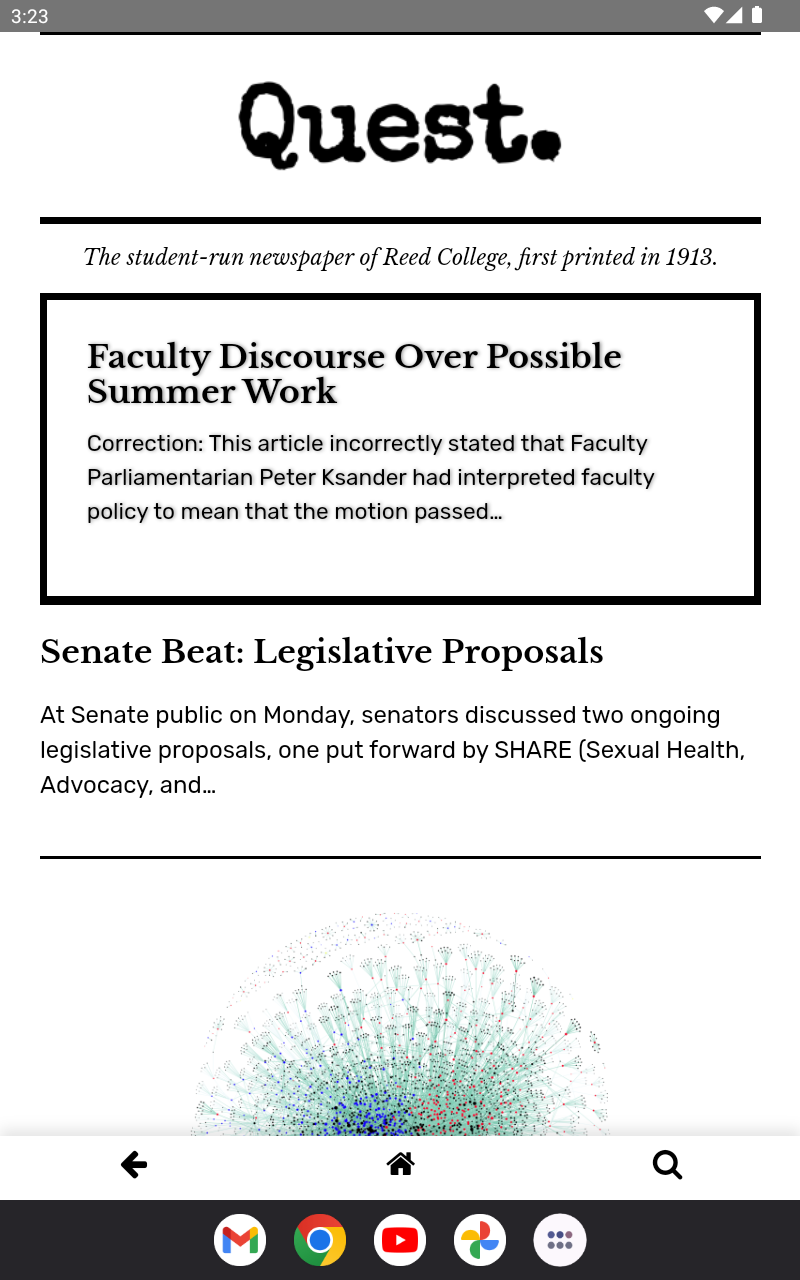 3:23
Quest.
The student-run newspaper of Reed College, first printed in 1913.
Faculty Discourse Over Possible
Summer Work
Correction: This article incorrectly stated that Faculty
Parliamentarian Peter Ksander had interpreted faculty
policy to mean that the motion passed…
Senate Beat: Legislative Proposals
At Senate public on Monday, senators discussed two ongoing
legislative proposals, one put forward by SHARE (Sexual Health,
Advocacy, and…